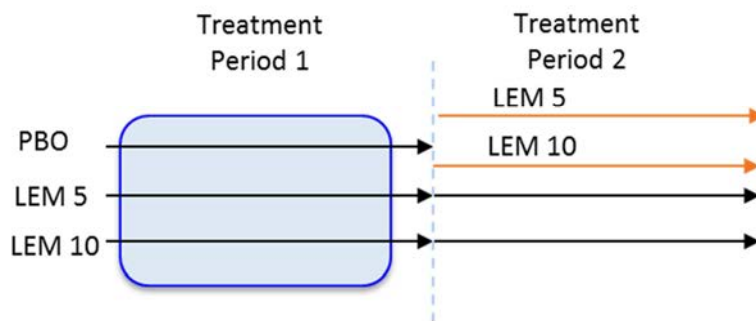 Treatment
Period 1
Treatment
Period 2
LEM 5
PBO
LEM 10
LEM 5
LEM 10